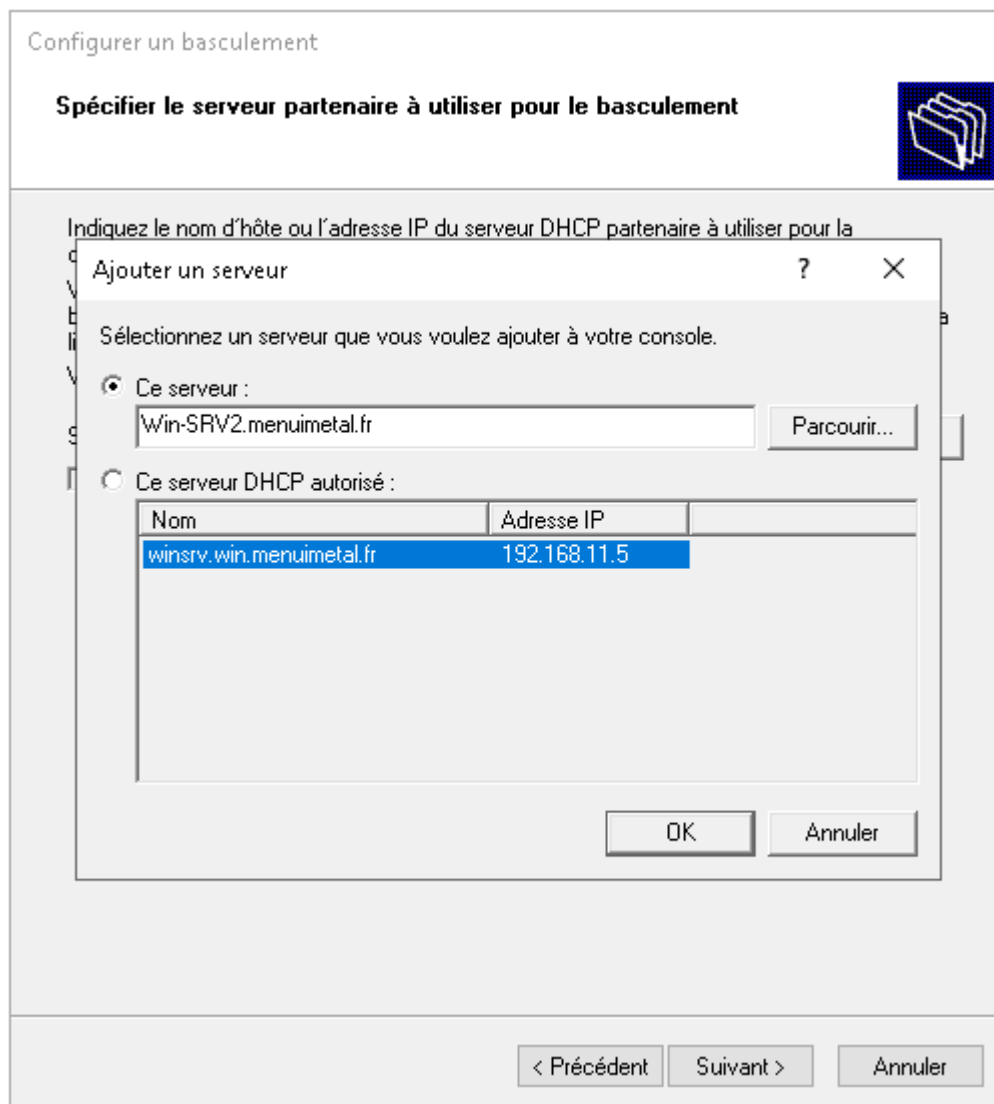 Configurer un basculement
Spécifier le serveur partenaire à utiliser pour le basculement
Indiquez le nom d'hôte ou l'adresse IP du serveur DHCP partenaire à utiliser pour la
Ajouter un serveur
? X
Sélectionnez un serveur que vous voulez ajouter à votre console.
Ce serveur :
Win-SRV2.menuimetal.fr Parcourir...
Ce serveur DHCP autorisé :
Nom Adresse IP
winsrv.win.menuimetal.fr 192.168.11.5
OK Annuler
< Précédent Suivant > Annuler